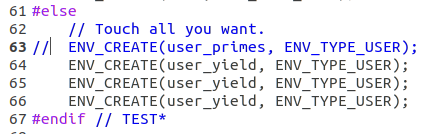 61 #else
62     // Touch all you want.
63 //  ENV_CREATE(user_primes, ENV_TYPE_USER);
64     ENV_CREATE(user_yield, ENV_TYPE_USER);
65     ENV_CREATE(user_yield, ENV_TYPE_USER);
66     ENV_CREATE(user_yield, ENV_TYPE_USER);
67 #endif // TEST*